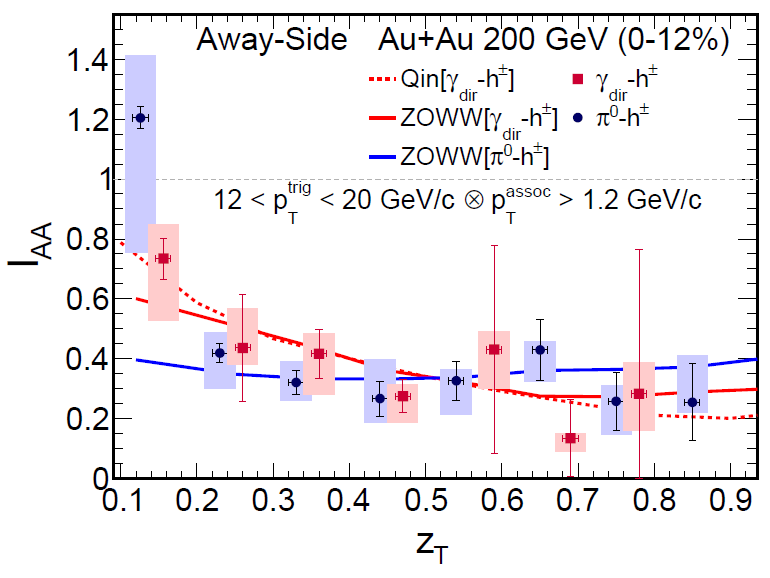 Away-Side Au+Au 200 GeV (0-12%)
Qin[γdir-h±]
γdir-h±
ZOWW[γdir-h±]
π0-h±
ZOWW[π0-h±]
12 < pTtrig < 20 GeV/c ⊗ pTassoc > 1.2 GeV/c
IAA
1.4
1.2
1
0.8
0.6
0.4
0.2
0
0.1 0.2 0.3 0.4 0.5 0.6 0.7 0.8 0.9
zT